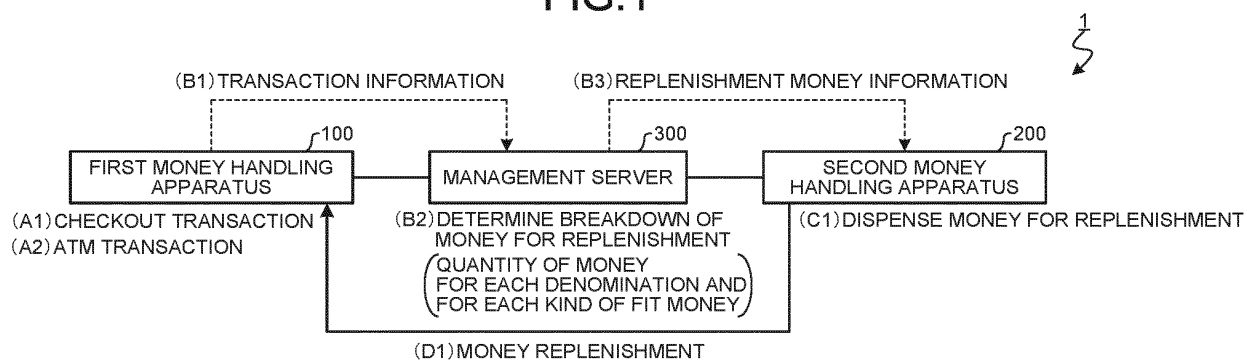 FIG.1
1
(B1)TRANSACTION INFORMATION
(B3)REPLENISHMENT MONEY INFORMATION
100
300
200
FIRST MONEY HANDLING
APPARATUS
MANAGEMENT SERVER
SECOND MONEY
HANDLING APPARATUS
(A1)CHECKOUT TRANSACTION
(A2)ATM TRANSACTION
(B2)DETERMINE BREAKDOWN OF
MONEY FOR REPLENISHMENT
(QUANTITY OF MONEY
FOR EACH DENOMINATION AND
FOR EACH KIND OF FIT MONEY)
(C1)DISPENSE MONEY FOR REPLENISHMENT
(D1)MONEY REPLENISHMENT